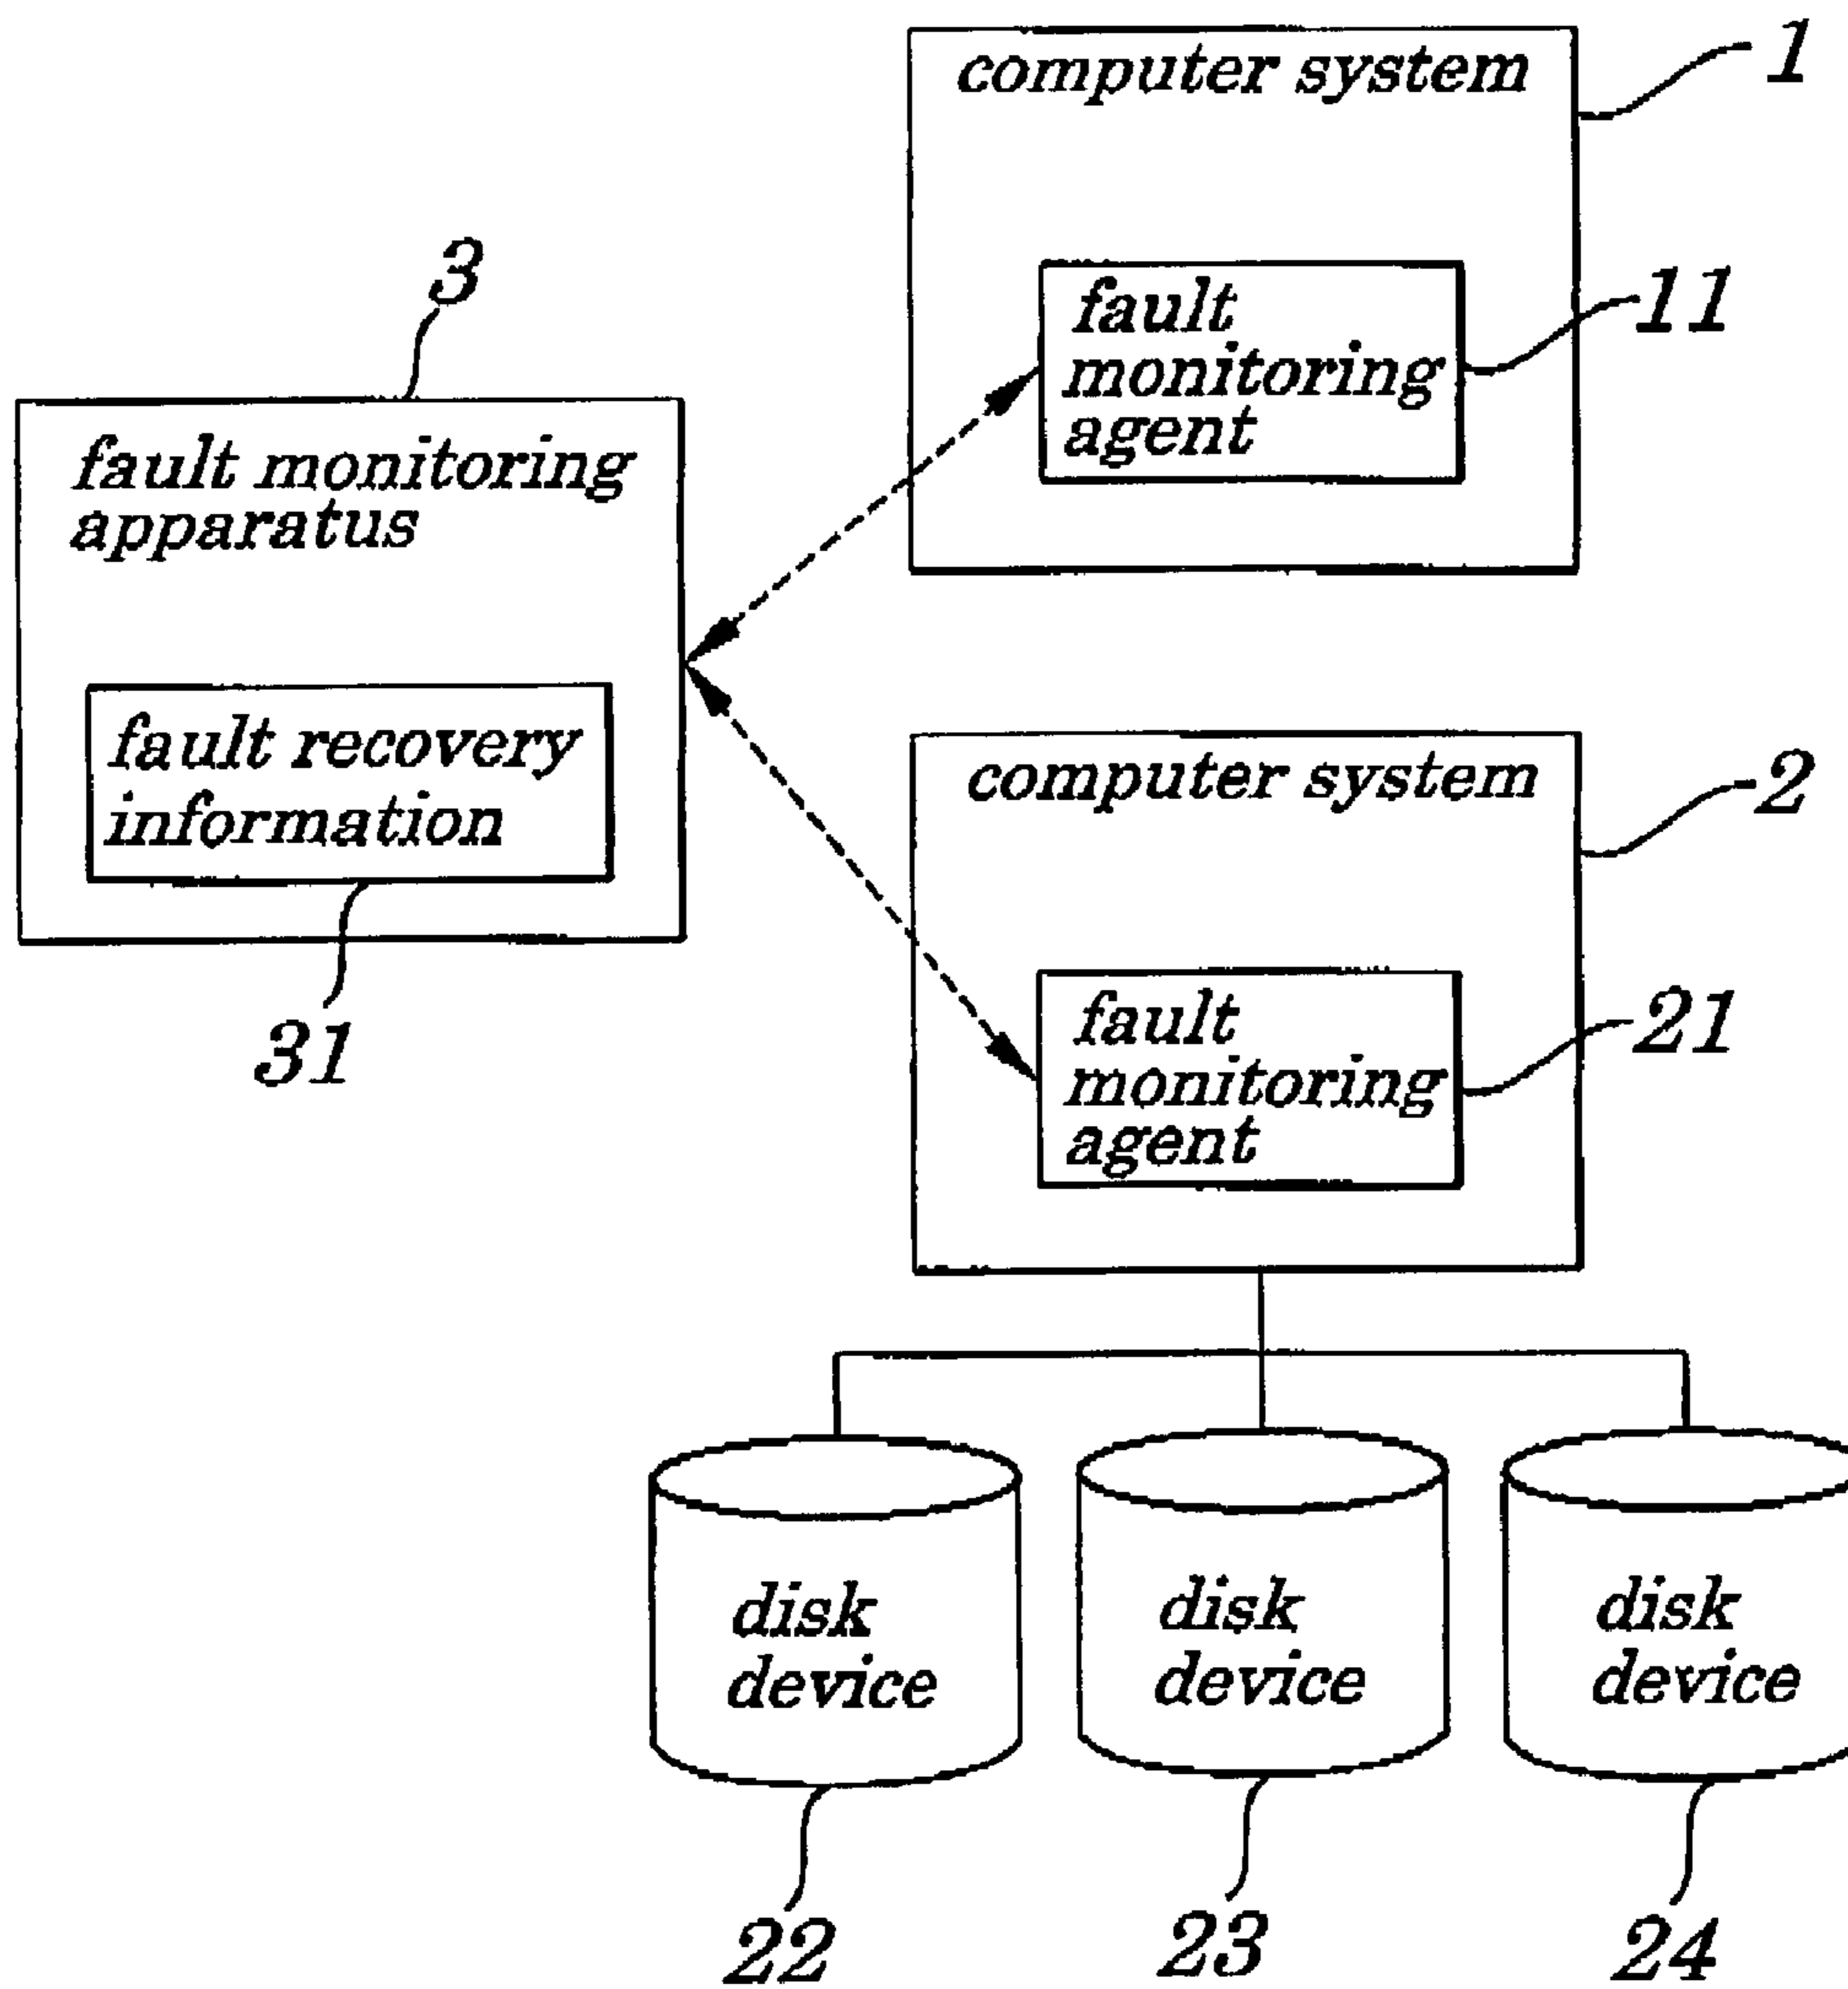 computer system
1
fault
monitoring
agent
11
3
fault monitoring
apparatus
fault recovery
information
31
computer system
2
fault
monitoring
agent
21
disk
device
22
disk
device
23
disk
device
24